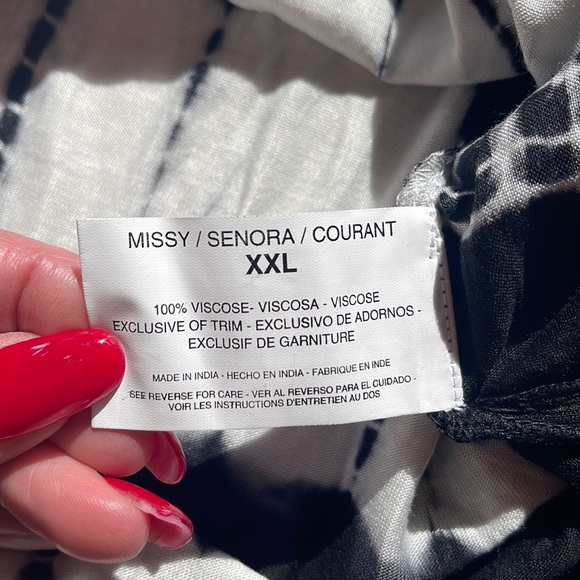 MISSY / SENORA / COURANT
XXL
100% VISCOSE- VISCOSA - VISCOSE
EXCLUSIVE OF TRIM - EXCLUSIVO DE ADORNOS -
EXCLUSIF DE GARNITURE
MADE IN INDIA - HECHO EN INDIA - FABRIQUE EN INDE
SEE REVERSE FOR CARE - VER AL REVERSO PARA EL CUIDADO -
VOIR LES INSTRUCTIONS D'ENTRETIEN AU DOS